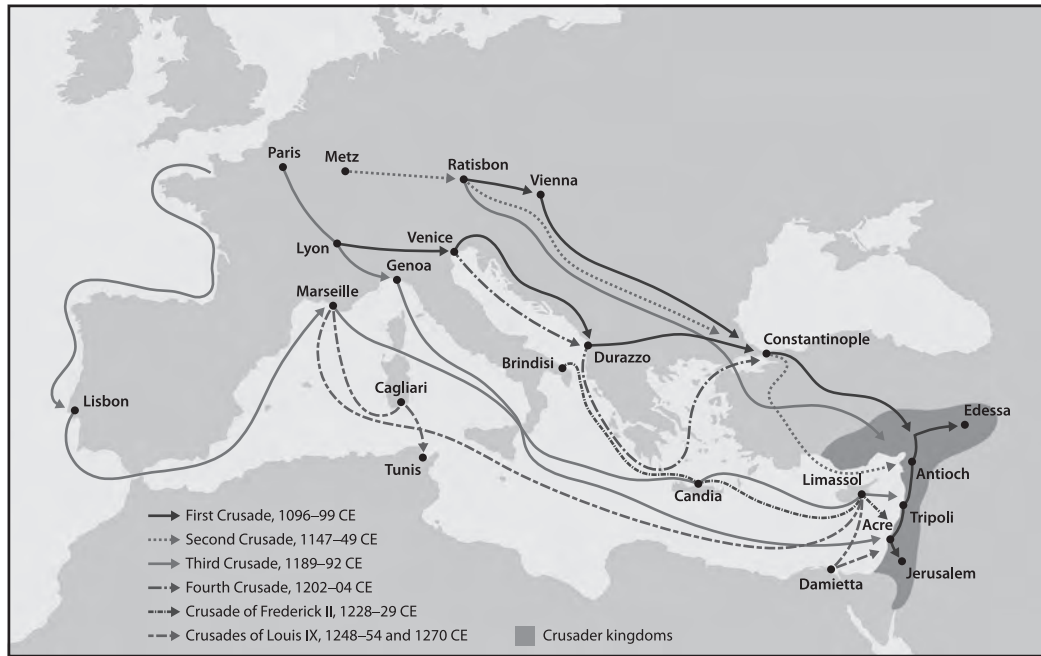 Paris
Metz
Ratisbon
Vienna
Lyon
Venice
Genoa
Marseille
Constantinople
Durazzo
Brindisi
Lisbon
Cagliari
Edessa
Tunis
Antioch
Limassol
Candia
Tripoli
Acre
Damietta
Jerusalem
First Crusade, 1096–99 CE
Second Crusade, 1147–49 CE
Third Crusade, 1189–92 CE
Fourth Crusade, 1202–04 CE
Crusade of Frederick II, 1228–29 CE
Crusades of Louis IX, 1248–54 and 1270 CE
Crusader kingdoms